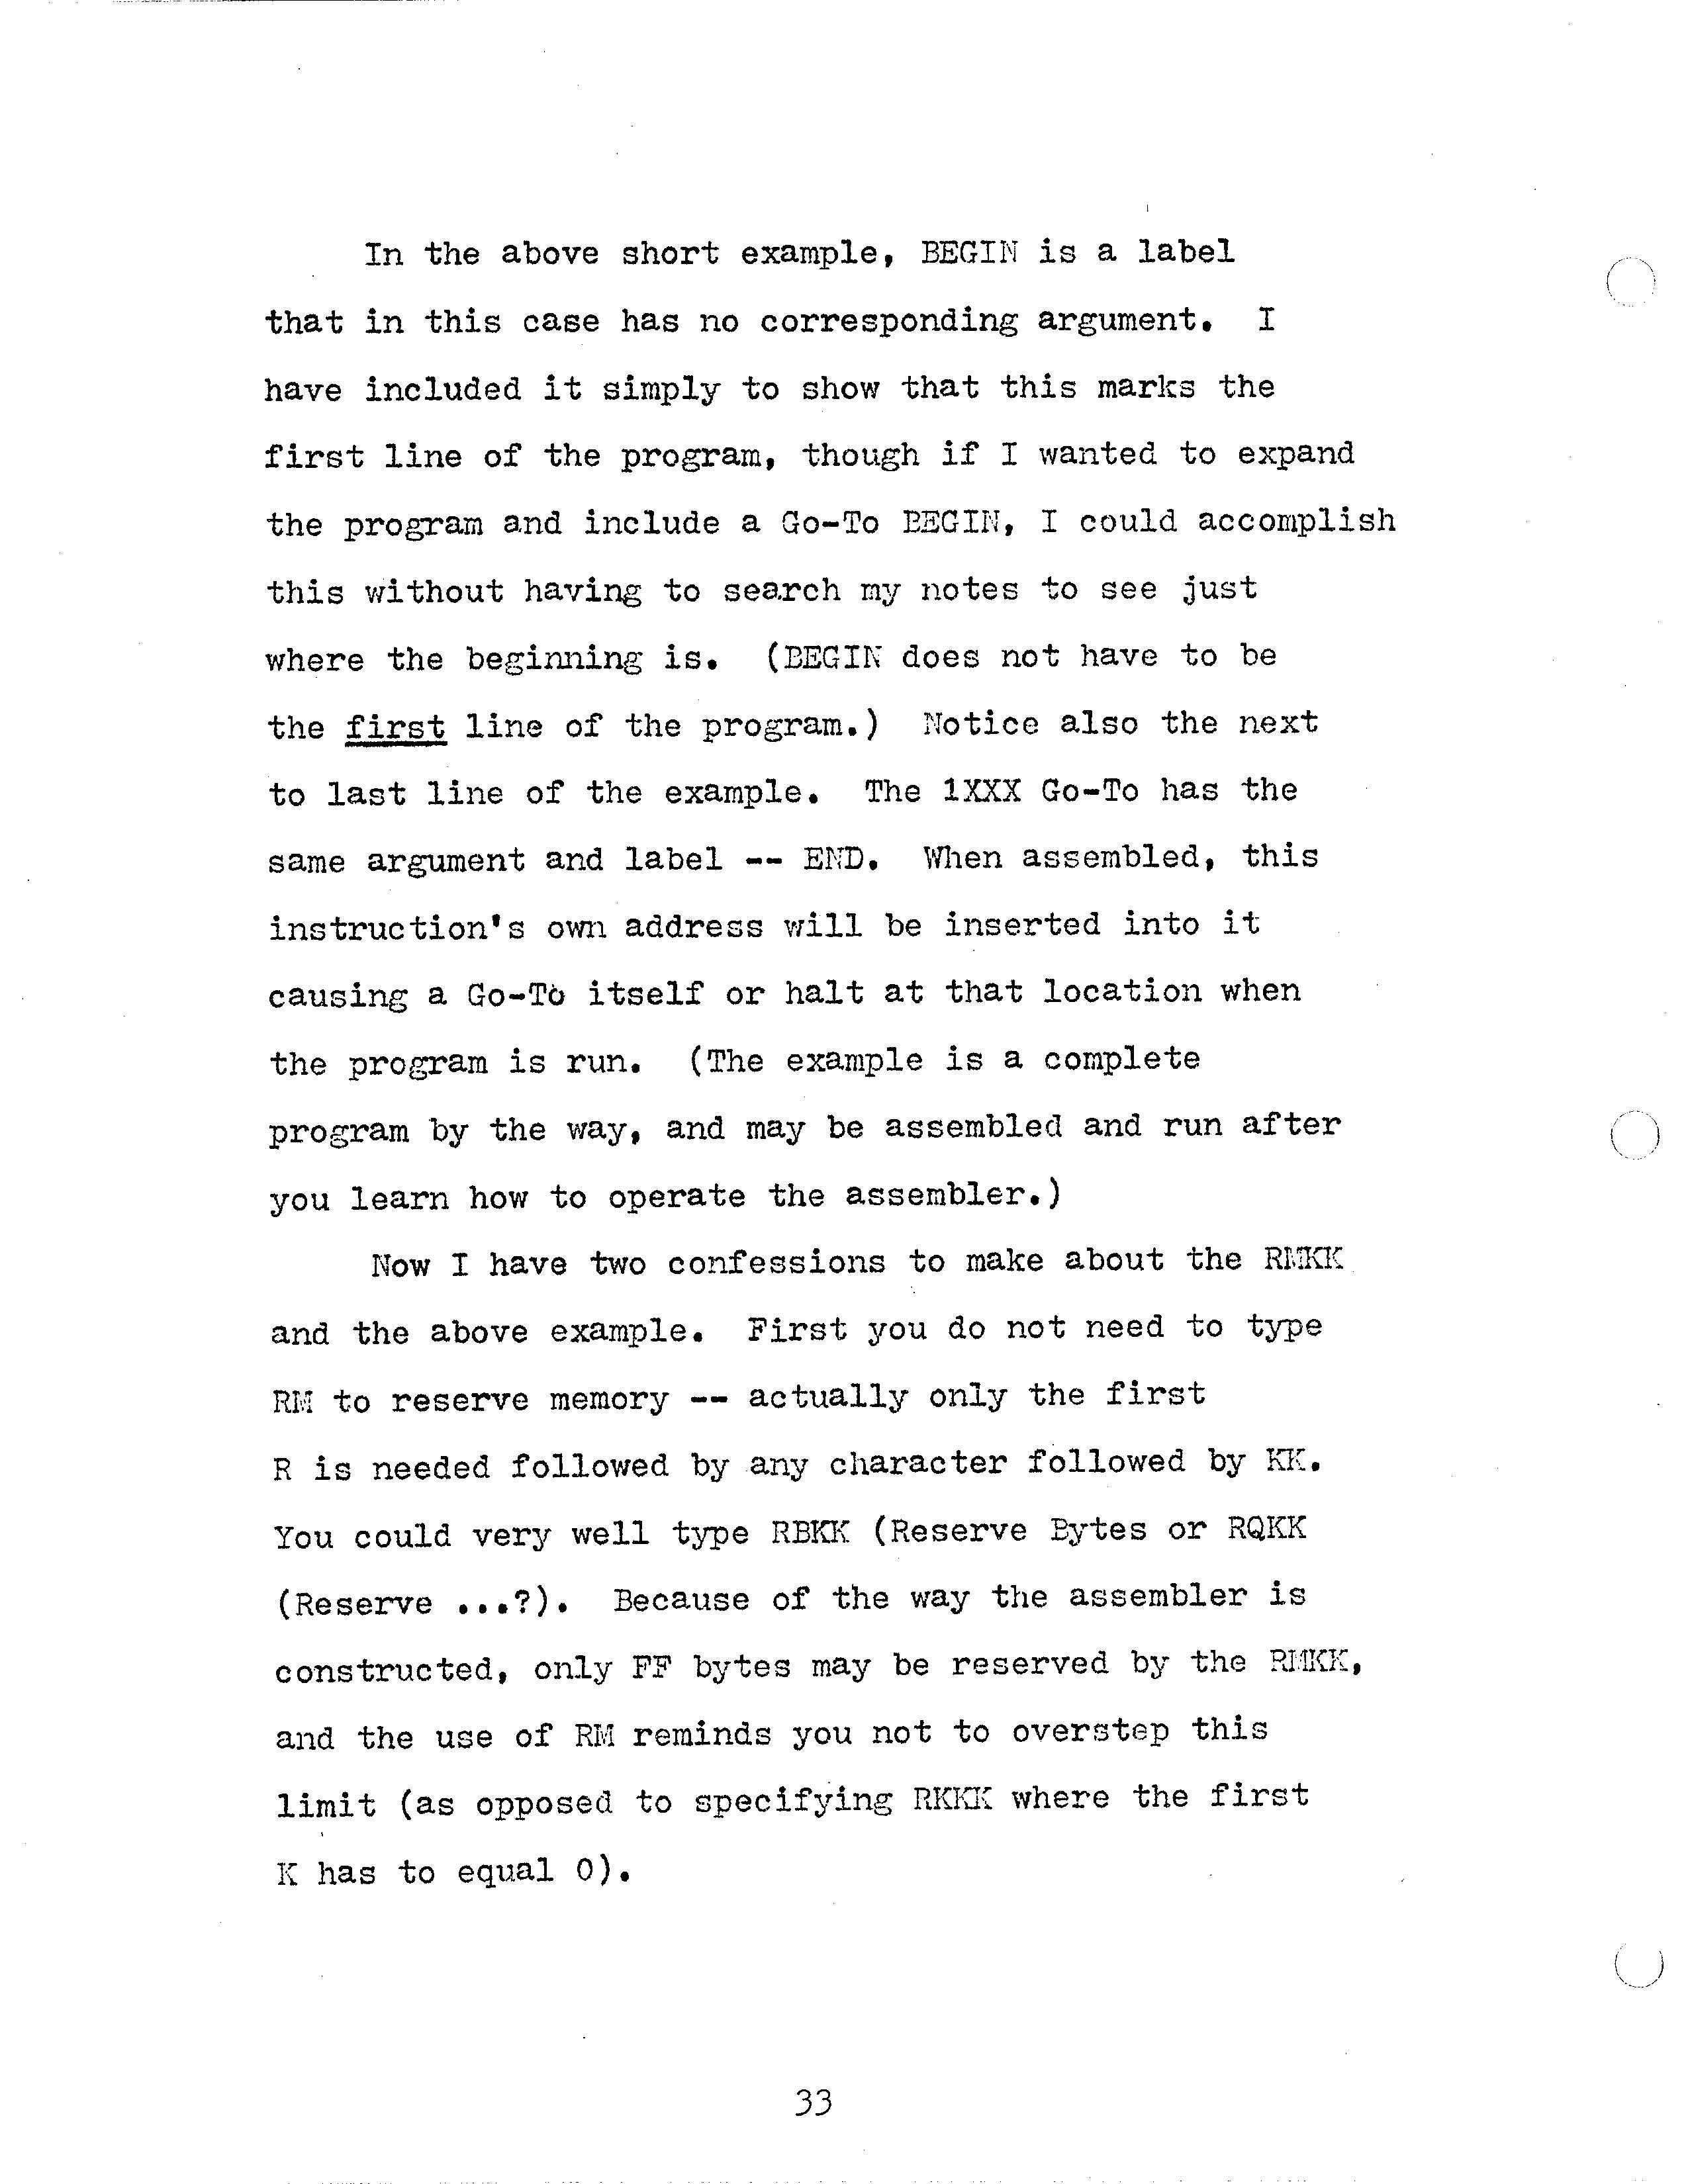 In the above short example, BEGIN is a label
that in this case has no corresponding argument.  I
have included it simply to show that this marks the
first line of the program, though if I wanted to expand
the program and include a Go-To BEGIN, I could accomplish
this without having to search my notes to see just
where the beginning is.  (BEGIN does not have to be
the first line of the program.)  Notice also the next
to last line of the example.  The 1XXX Go-To has the
same argument and label -- END.  When assembled, this
instruction's own address will be inserted into it
causing a Go-To itself or halt at that location when
the program is run.  (The example is a complete
program by the way, and may be assembled and run after
you learn how to operate the assembler.)
Now I have two confessions to make about the RMKK
and the above example.  First you do not need to type
RM to reserve memory -- actually only the first
R is needed followed by any character followed by KK.
You could very well type RBKK (Reserve Bytes or RQKK
(Reserve ...?).  Because of the way the assembler is
constructed, only FF bytes may be reserved by the RMKK,
and the use of RM reminds you not to overstep this
limit (as opposed to specifying RKKK where the first
K has to equal 0).
33